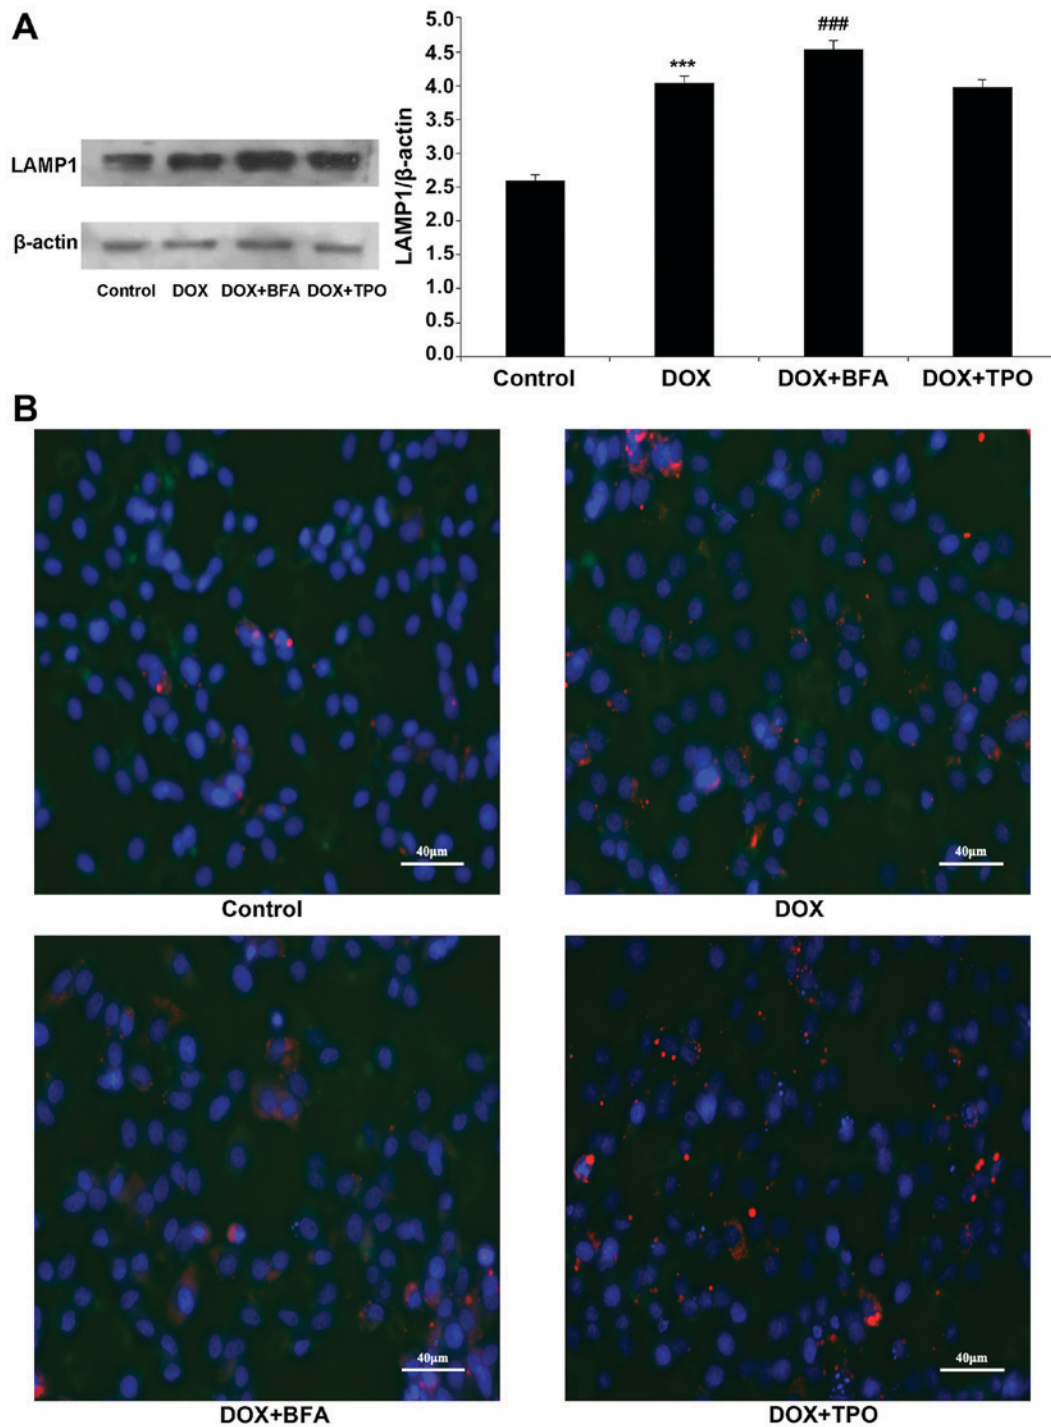 A
LAMP1
β-actin
Control DOX DOX+BFA DOX+TPO
LAMP1/β-actin
5.0
4.5
4.0
3.5
3.0
2.5
2.0
1.5
1.0
0.5
0.0
***
###
Control DOX DOX+BFA DOX+TPO
B
40μm
Control
40μm
DOX
40μm
DOX+BFA
40μm
DOX+TPO